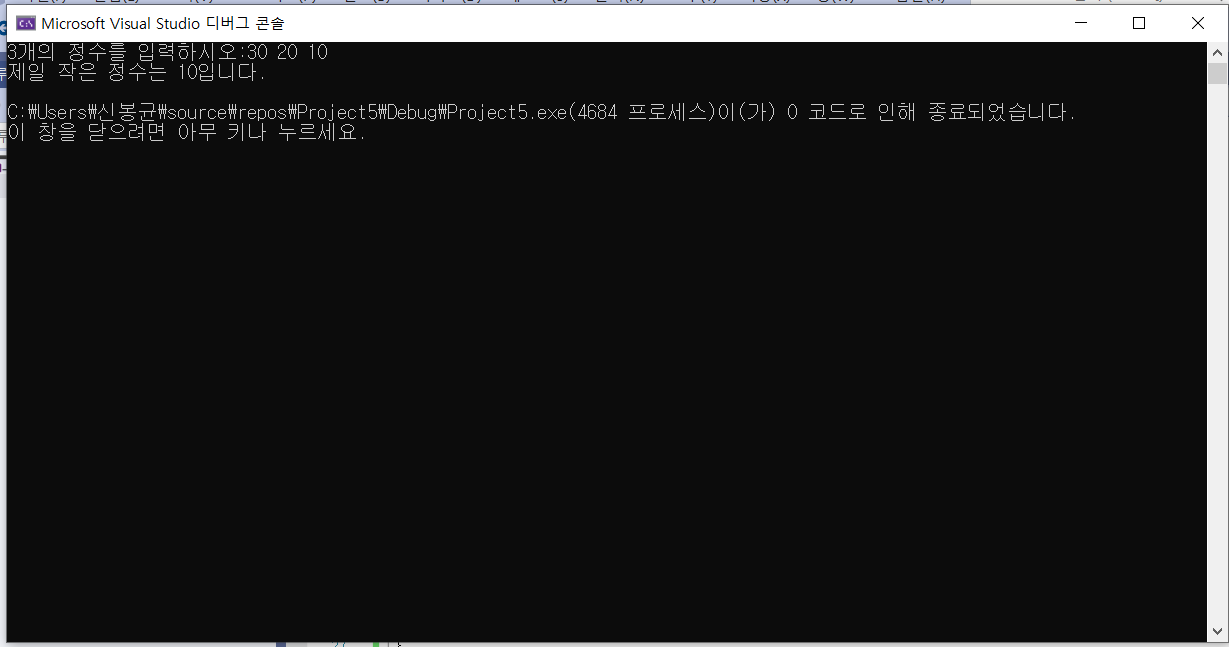 Microsoft Visual Studio 디버그 콘솔
3개의 정수를 입력하시오:30 20 10
제일 작은 정수는 10입니다.
C:₩Users₩신봉균₩source₩repos₩Project5₩Debug₩Project5.exe(4684 프로세스)이(가) 0 코드로 인해 종료되었습니다.
이 창을 닫으려면 아무 키나 누르세요.